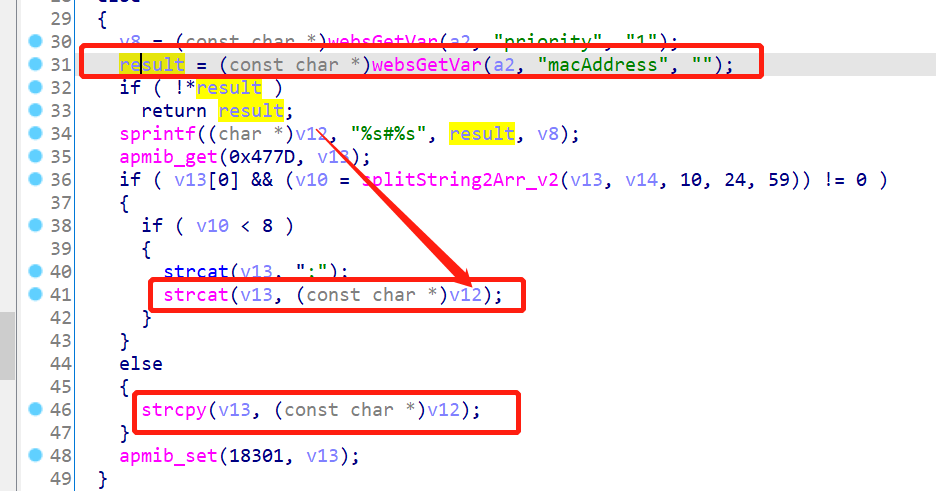 28 else
29 {
30 v8 = (const char *)websGetVar(a2, "priority", "1");
31 result = (const char *)websGetVar(a2, "macAddress", "");
32 if ( !*result )
33 return result;
34 sprintf((char *)v12, "%s#%s", result, v8);
35 apmib_get(0x477D, v13);
36 if ( v13[0] && (v10 = splitString2Arr_v2(v13, v14, 10, 24, 59)) != 0 )
37 {
38 if ( v10 < 8 )
39 {
40 strcat(v13, ";");
41 strcat(v13, (const char *)v12);
42 }
43 }
44 else
45 {
46 strcpy(v13, (const char *)v12);
47 }
48 apmib_set(18301, v13);
49 }